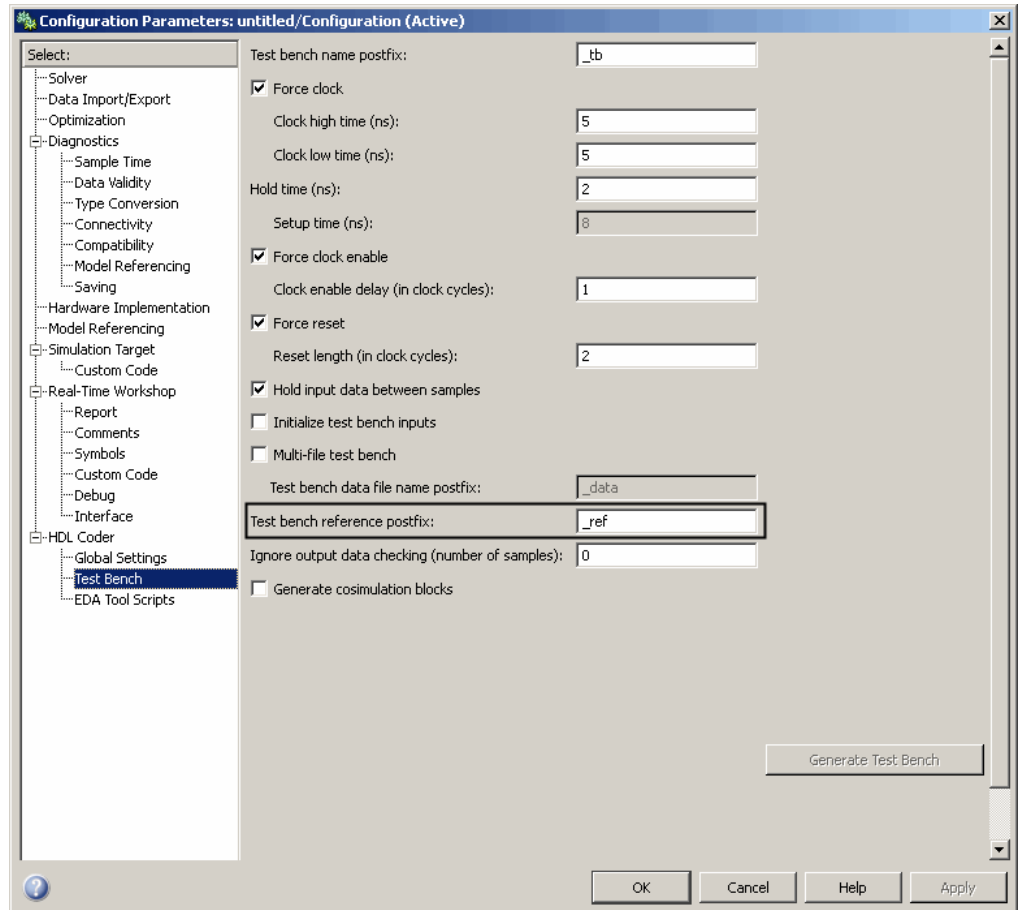 Configuration Parameters: untitled/Configuration (Active)
Select:
Solver
Data Import/Export
Optimization
Diagnostics
Sample Time
Data Validity
Type Conversion
Connectivity
Compatibility
Model Referencing
Saving
Hardware Implementation
Model Referencing
Simulation Target
Custom Code
Real-Time Workshop
Report
Comments
Symbols
Custom Code
Debug
Interface
HDL Coder
Global Settings
Test Bench
EDA Tool Scripts
Test bench name postfix: _tb
Force clock
Clock high time (ns): 5
Clock low time (ns): 5
Hold time (ns): 2
Setup time (ns): 8
Force clock enable
Clock enable delay (in clock cycles): 1
Force reset
Reset length (in clock cycles): 2
Hold input data between samples
Initialize test bench inputs
Multi-file test bench
Test bench data file name postfix: _data
Test bench reference postfix: _ref
Ignore output data checking (number of samples): 0
Generate cosimulation blocks
Generate Test Bench
? OK Cancel Help Apply